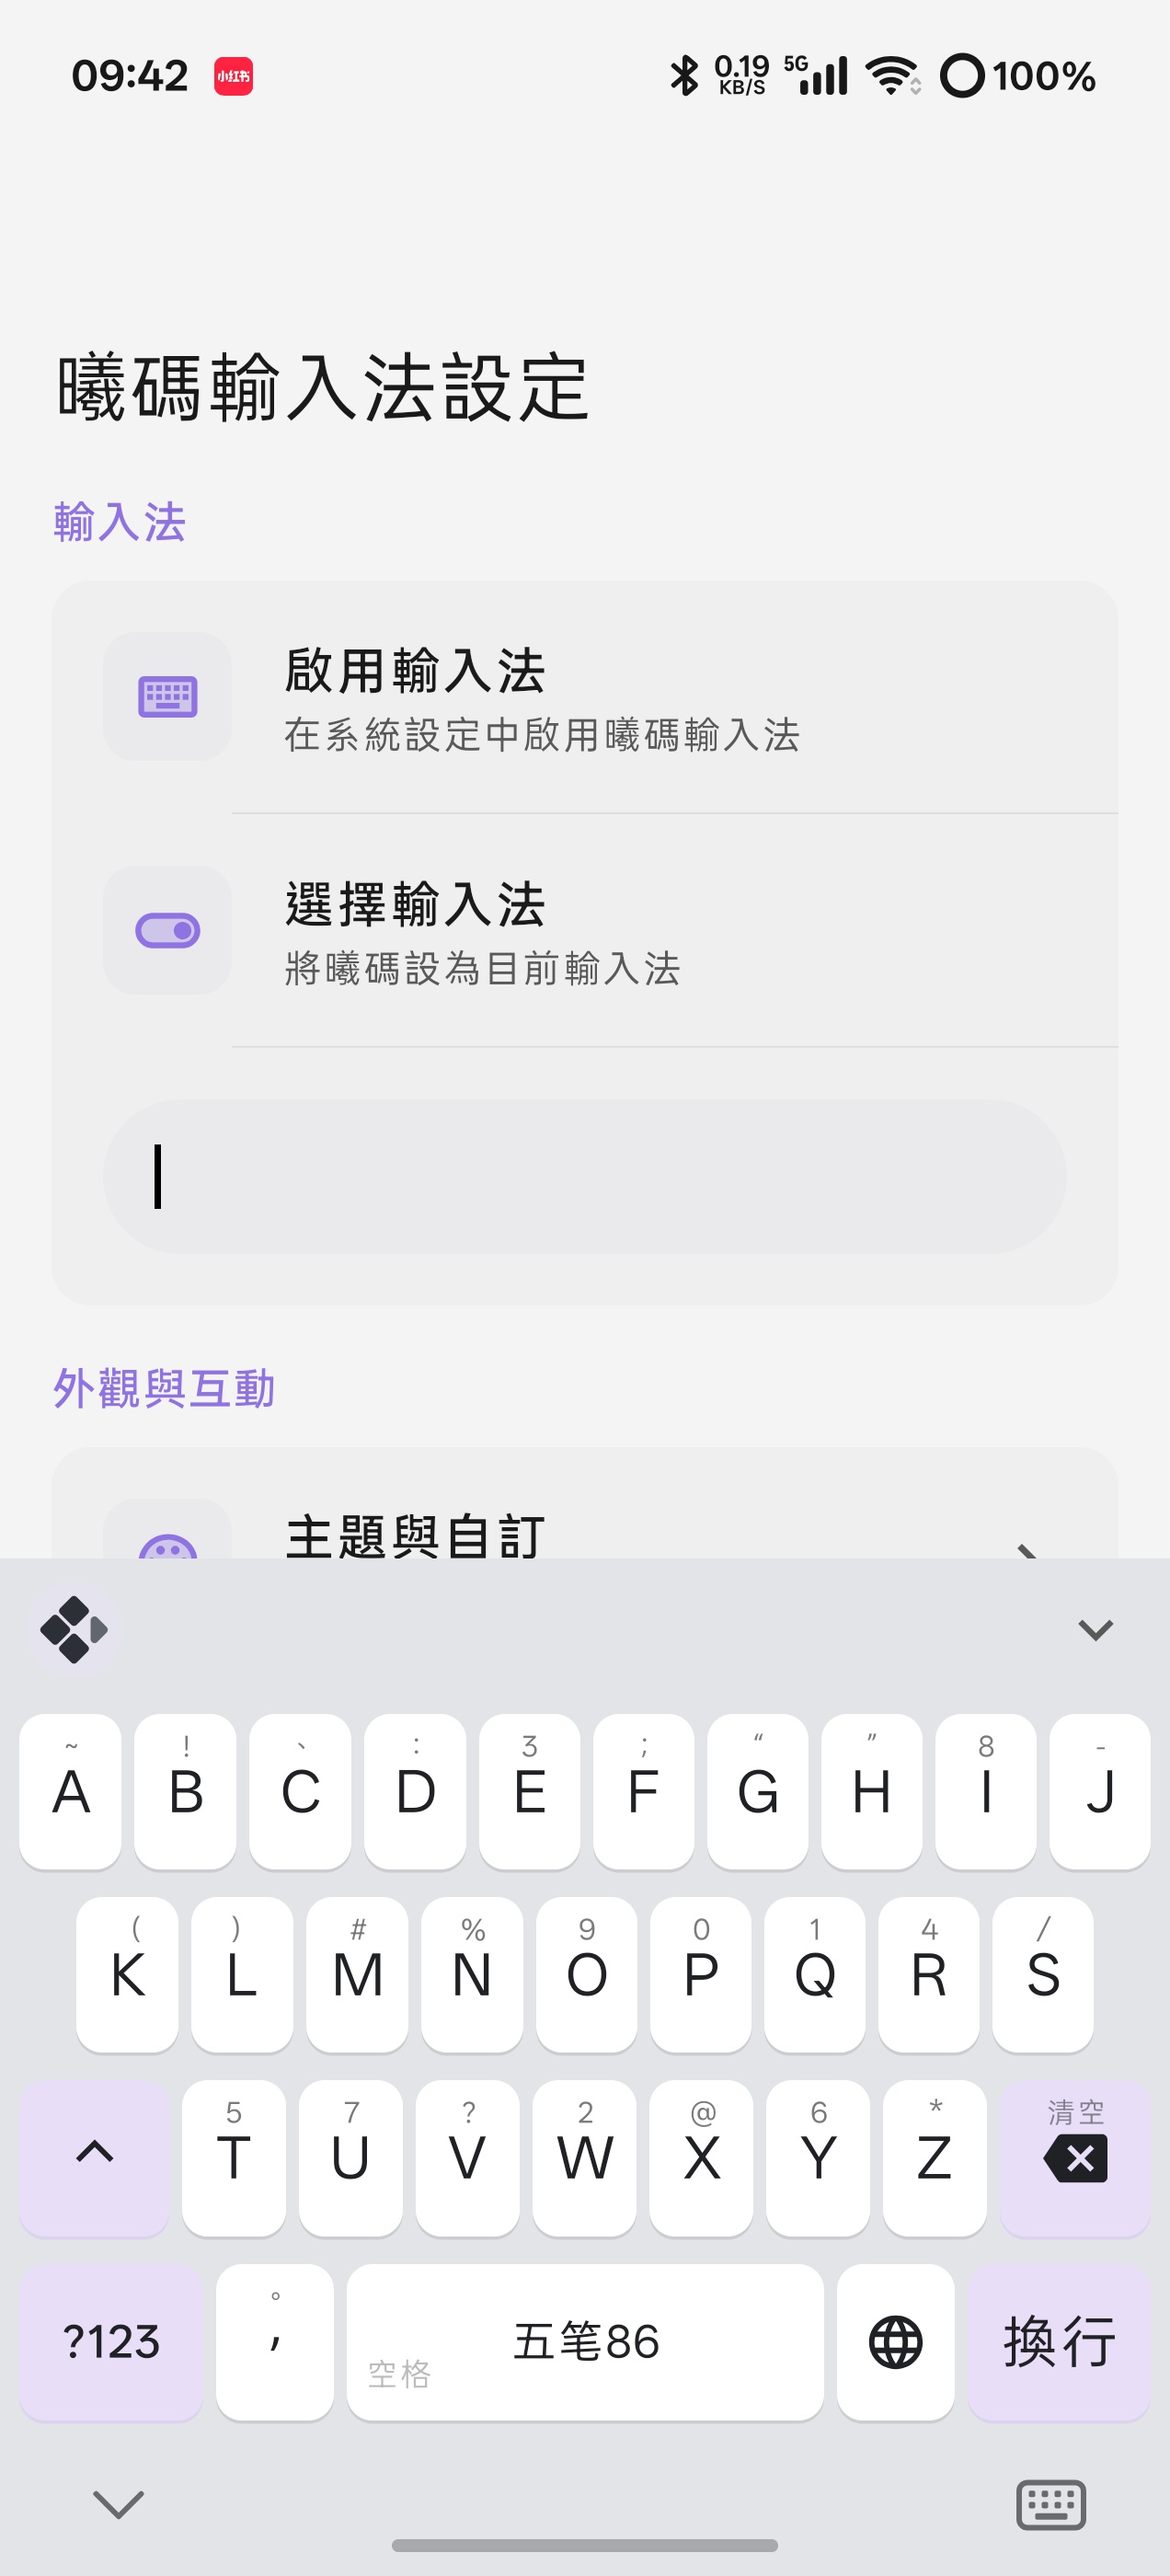 09:42 小红书 0.19 KB/S 5G 100%
曦碼輸入法設定
輸入法
啟用輸入法
在系統設定中啟用曦碼輸入法
選擇輸入法
將曦碼設為目前輸入法
外觀與互動
主題與自訂
~ ! 、 : 3 ; “ ” 8 -
A B C D E F G H I J
( ) # % 9 0 1 4 /
K L M N O P Q R S
5 7 ? 2 @ 6 * 清空
T U V W X Y Z
?123 。 , 空格 五笔86 換行